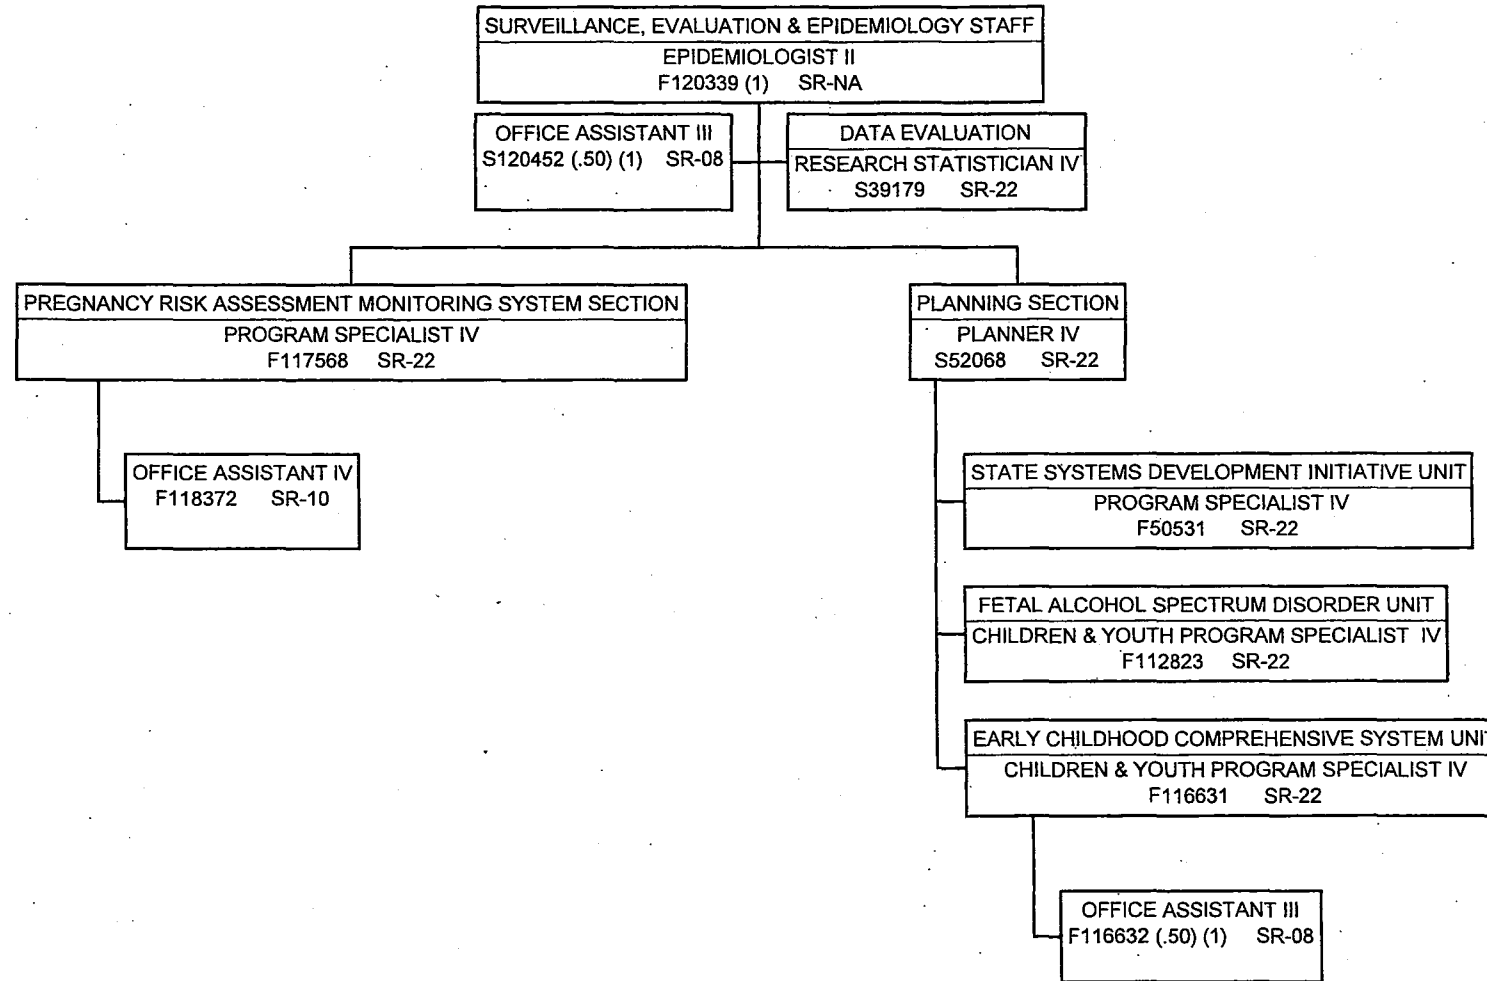 SURVEILLANCE, EVALUATION & EPIDEMIOLOGY STAFF
EPIDEMIOLOGIST II
F120339 (1) SR-NA
OFFICE ASSISTANT III
S120452 (.50) (1) SR-08
DATA EVALUATION
RESEARCH STATISTICIAN IV
S39179 SR-22
PREGNANCY RISK ASSESSMENT MONITORING SYSTEM SECTION
PROGRAM SPECIALIST IV
F117568 SR-22
OFFICE ASSISTANT IV
F118372 SR-10
PLANNING SECTION
PLANNER IV
S52068 SR-22
STATE SYSTEMS DEVELOPMENT INITIATIVE UNIT
PROGRAM SPECIALIST IV
F50531 SR-22
FETAL ALCOHOL SPECTRUM DISORDER UNIT
CHILDREN & YOUTH PROGRAM SPECIALIST IV
F112823 SR-22
EARLY CHILDHOOD COMPREHENSIVE SYSTEM UNIT
CHILDREN & YOUTH PROGRAM SPECIALIST IV
F116631 SR-22
OFFICE ASSISTANT III
F116632 (.50) (1) SR-08